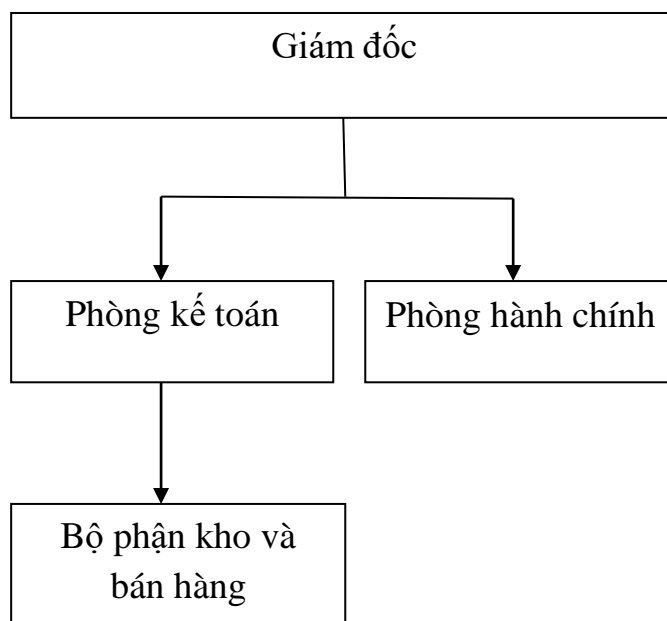 Giám đốc
Phòng kế toán
Phòng hành chính
Bộ phận kho và
bán hàng